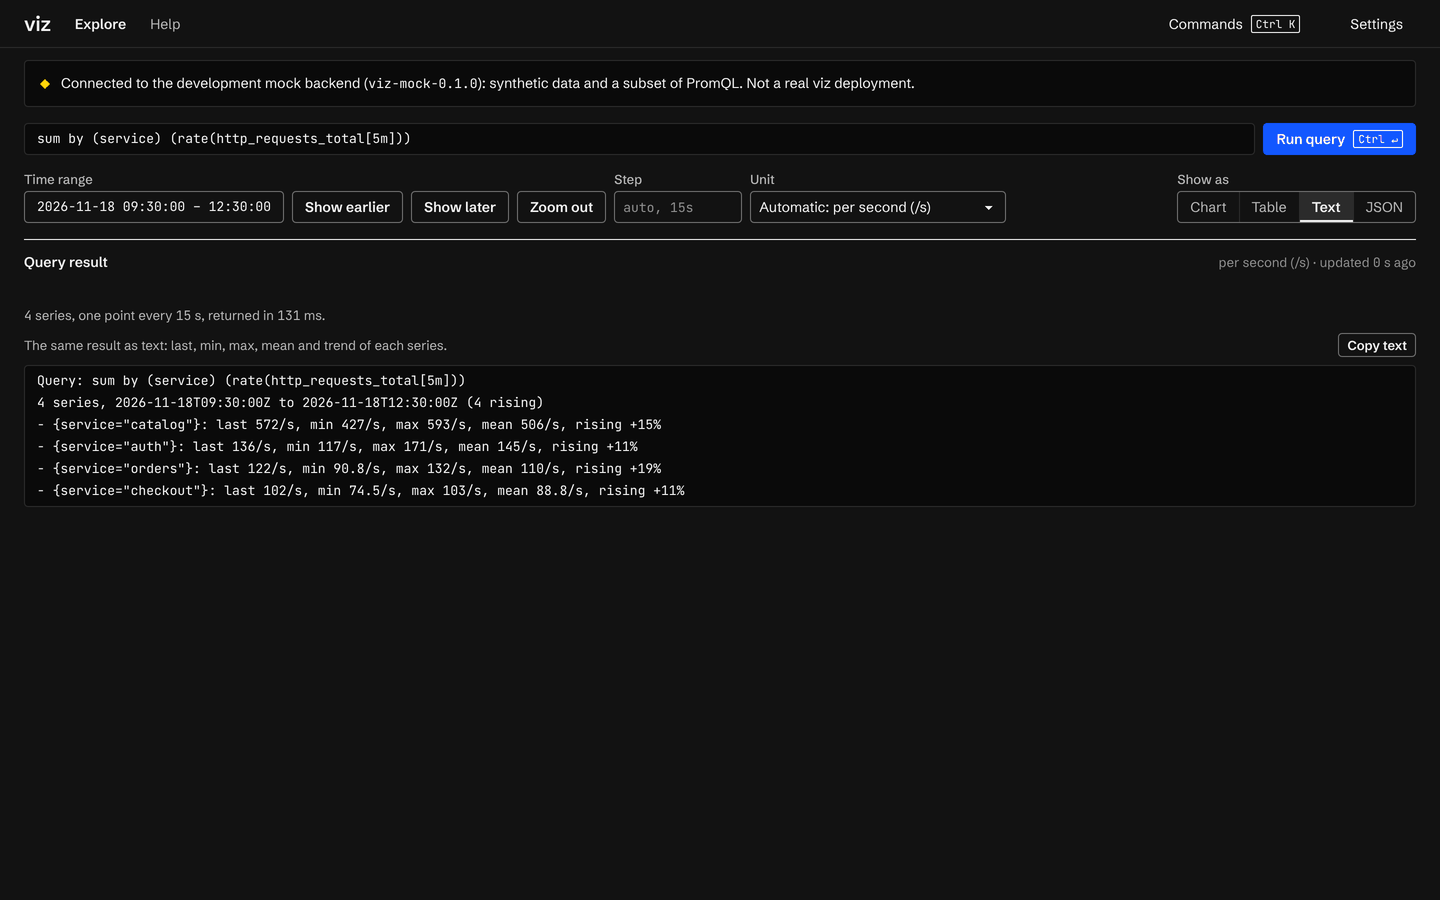 viz Explore Help Commands Ctrl K Settings
◆ Connected to the development mock backend (viz-mock-0.1.0): synthetic data and a subset of PromQL. Not a real viz deployment.
sum by (service) (rate(http_requests_total[5m])) Run query Ctrl ↵
Time range Step Unit Show as
2026-11-18 09:30:00 – 12:30:00 Show earlier Show later Zoom out auto, 15s Automatic: per second (/s) Chart Table Text JSON
Query result per second (/s) · updated 0 s ago
4 series, one point every 15 s, returned in 131 ms.
The same result as text: last, min, max, mean and trend of each series. Copy text
Query: sum by (service) (rate(http_requests_total[5m]))
4 series, 2026-11-18T09:30:00Z to 2026-11-18T12:30:00Z (4 rising)
- {service="catalog"}: last 572/s, min 427/s, max 593/s, mean 506/s, rising +15%
- {service="auth"}: last 136/s, min 117/s, max 171/s, mean 145/s, rising +11%
- {service="orders"}: last 122/s, min 90.8/s, max 132/s, mean 110/s, rising +19%
- {service="checkout"}: last 102/s, min 74.5/s, max 103/s, mean 88.8/s, rising +11%